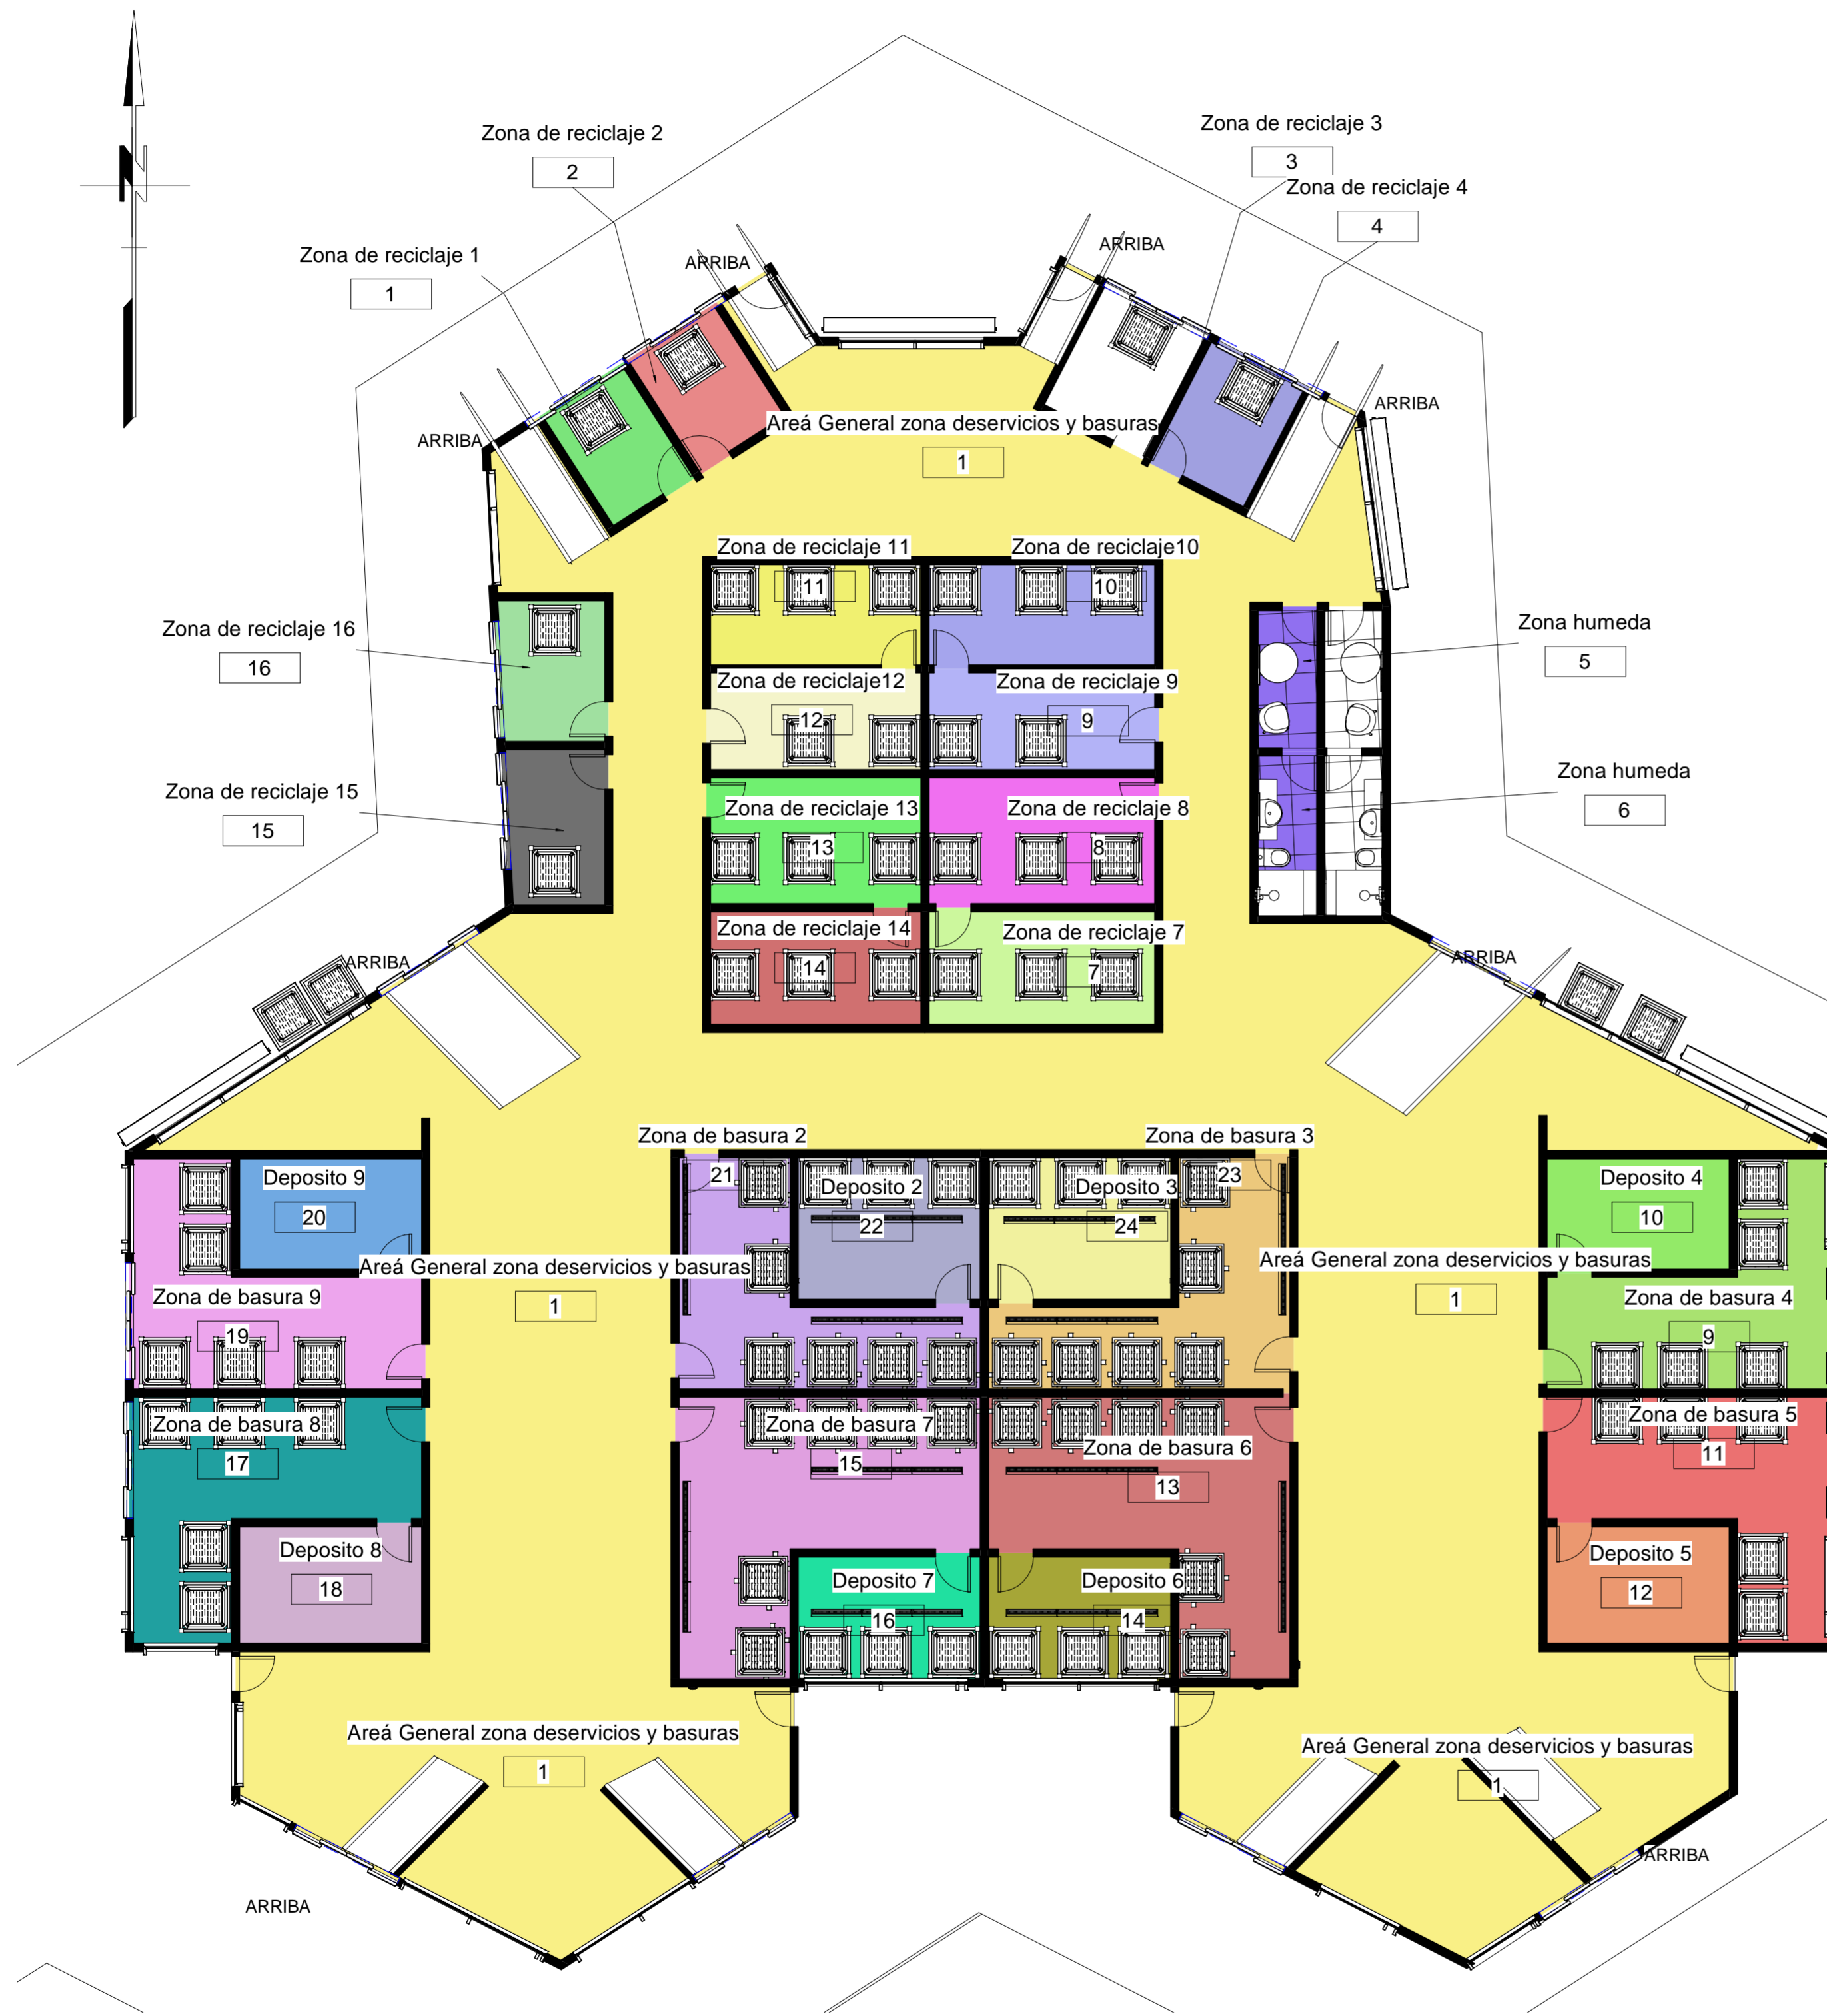 N
Zona de reciclaje 2
2
Zona de reciclaje 3
3
Zona de reciclaje 4
4
Zona de reciclaje 1
1
ARRIBA
ARRIBA
ARRIBA
ARRIBA
Areá General zona deservicios y basuras
1
Zona de reciclaje 11
11
Zona de reciclaje10
10
Zona de reciclaje 16
16
Zona humeda
5
Zona de reciclaje12
12
Zona de reciclaje 9
9
Zona de reciclaje 15
15
Zona humeda
6
Zona de reciclaje 13
13
Zona de reciclaje 8
8
Zona de reciclaje 14
14
Zona de reciclaje 7
7
ARRIBA
ARRIBA
Zona de basura 2
21
Zona de basura 3
23
Deposito 9
20
Deposito 2
22
Deposito 3
24
Deposito 4
10
Areá General zona deservicios y basuras
1
Areá General zona deservicios y basuras
1
Zona de basura 9
19
Zona de basura 4
9
Zona de basura 8
17
Zona de basura 7
15
Zona de basura 6
13
Zona de basura 5
11
Deposito 8
18
Deposito 7
16
Deposito 6
14
Deposito 5
12
Areá General zona deservicios y basuras
1
Areá General zona deservicios y basuras
1
ARRIBA
ARRIBA